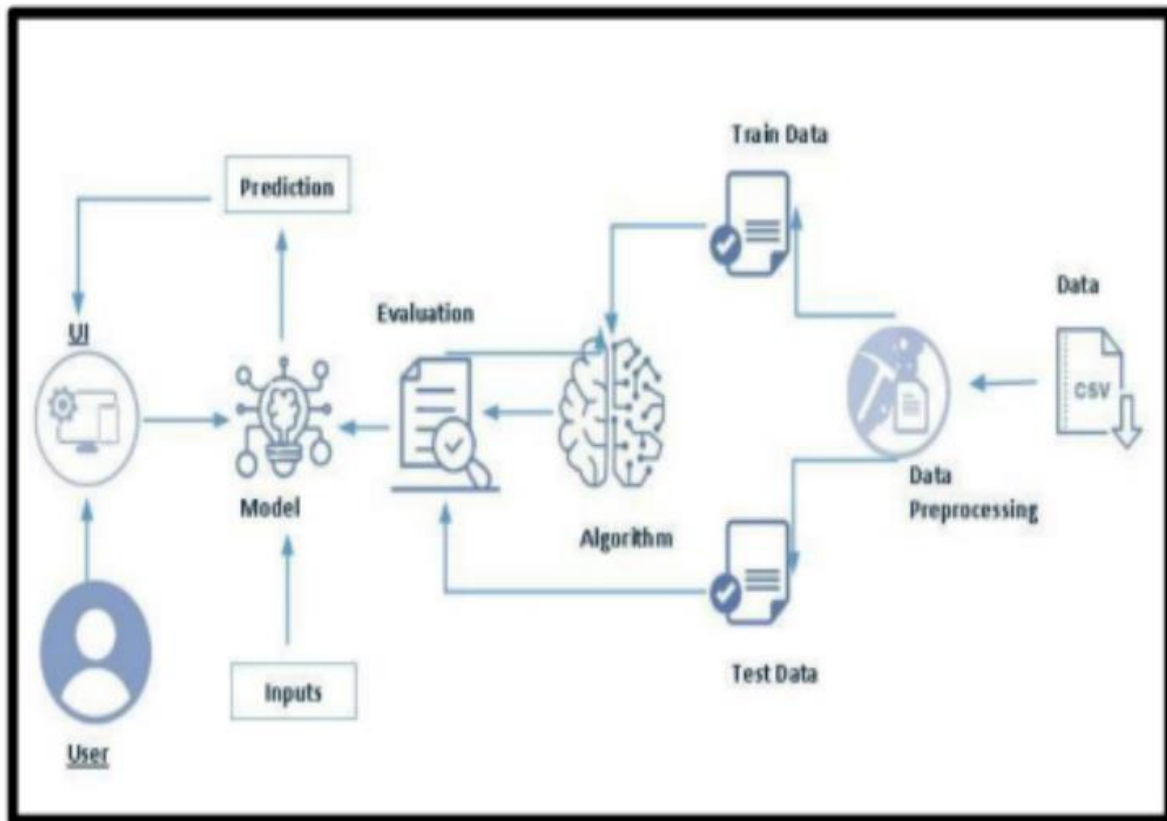 Train Data
Prediction
Data
Evaluation
UI
CSV
Data
Preprocessing
Model
Algorithm
Test Data
Inputs
User